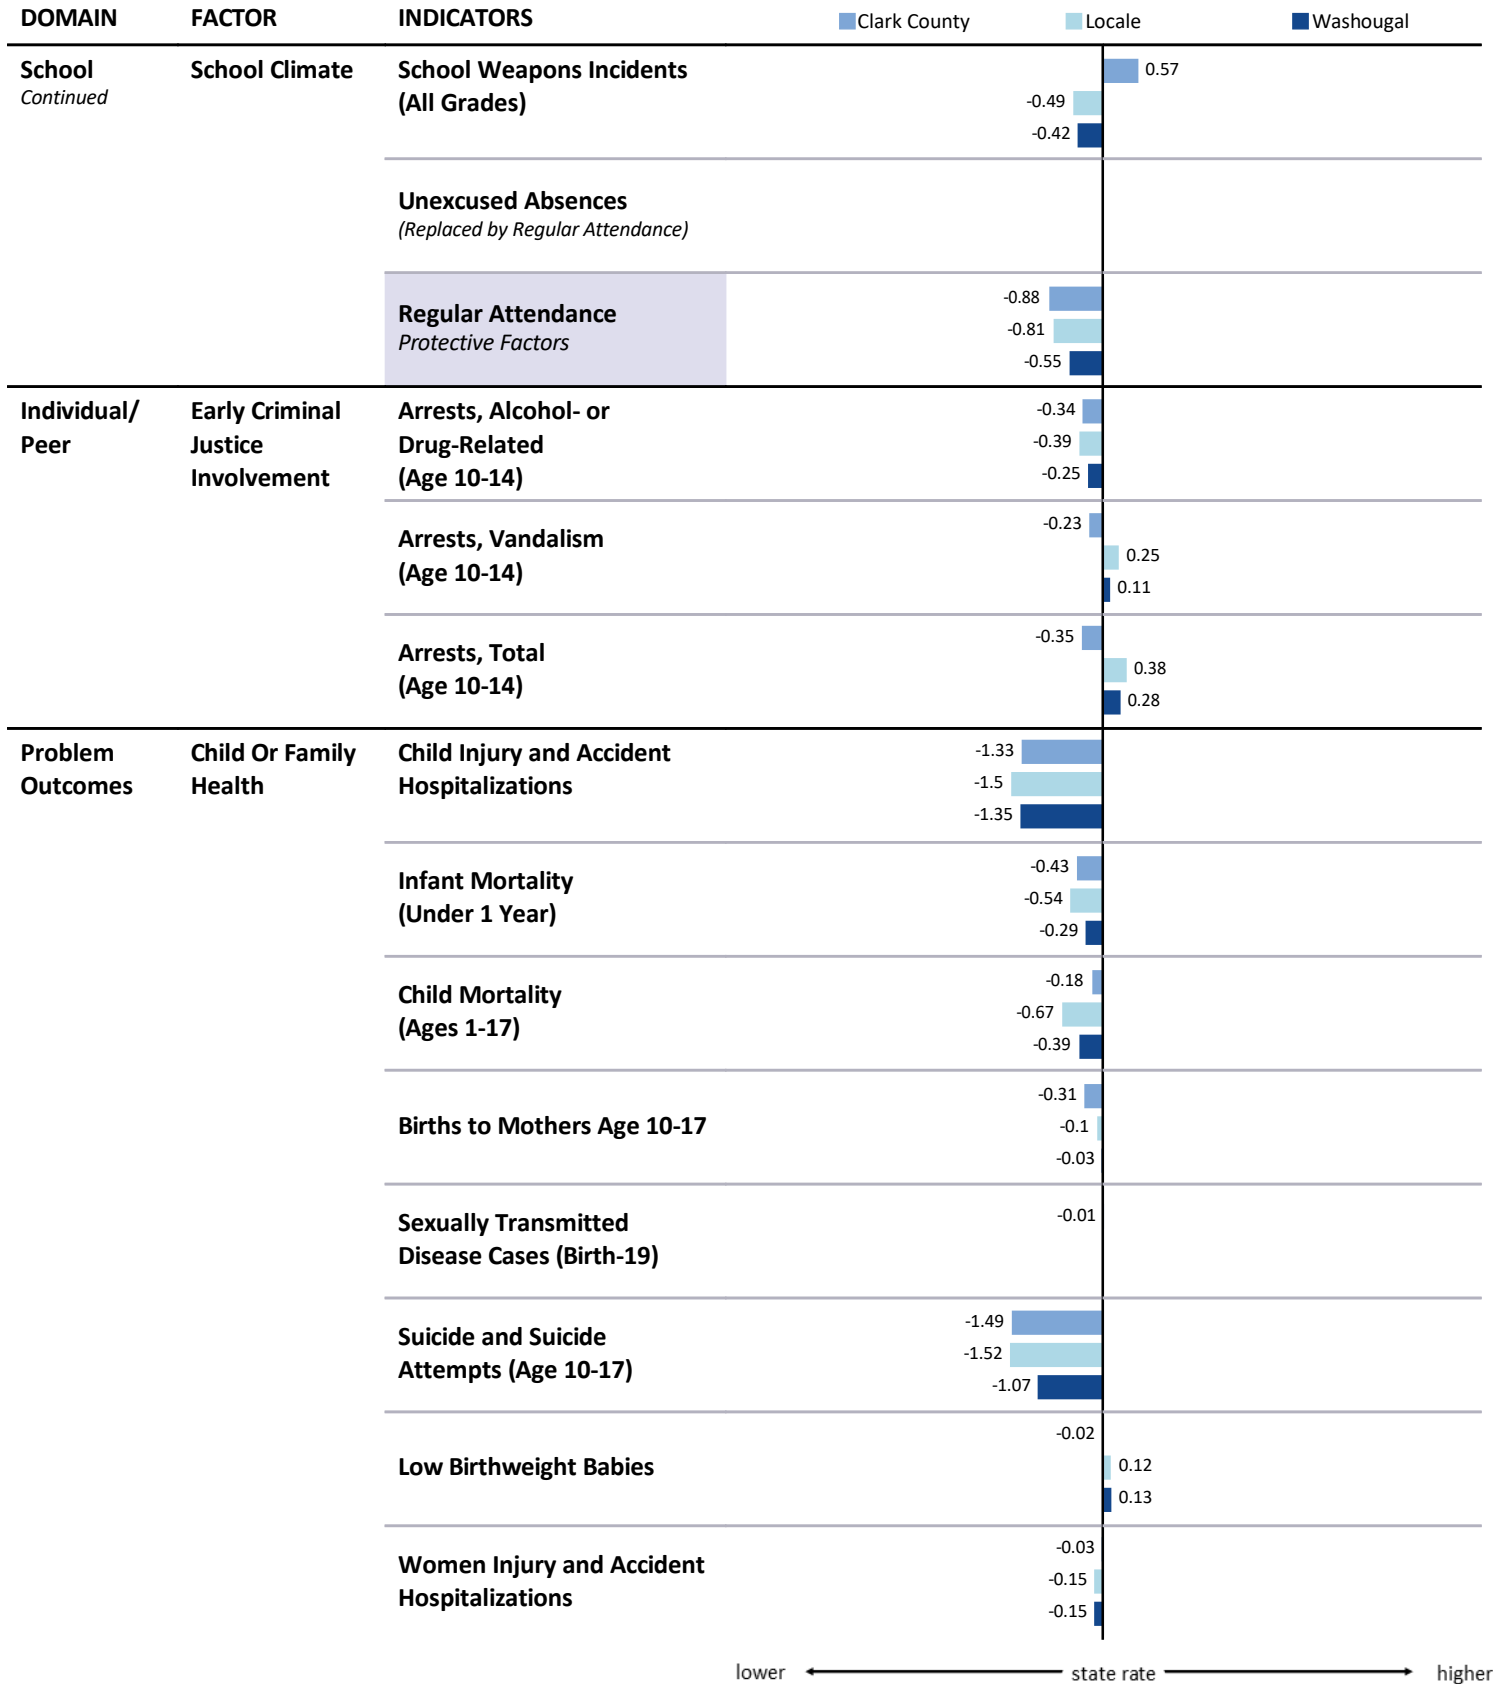 DOMAIN FACTOR INDICATORS Clark County Locale Washougal
School School Climate School Weapons Incidents
Continued
(All Grades)
0.57
-0.49
-0.42
Unexcused Absences
(Replaced by Regular Attendance)
Regular Attendance
Protective Factors
-0.88
-0.81
-0.55
Individual/
Peer
Early Criminal
Justice
Involvement
Arrests, Alcohol- or
Drug-Related
(Age 10-14)
-0.34
-0.39
-0.25
Arrests, Vandalism
(Age 10-14)
-0.23
0.25
0.11
Arrests, Total
(Age 10-14)
-0.35
0.38
0.28
Problem
Outcomes
Child Or Family
Health
Child Injury and Accident
Hospitalizations
-1.33
-1.5
-1.35
Infant Mortality
(Under 1 Year)
-0.43
-0.54
-0.29
Child Mortality
(Ages 1-17)
-0.18
-0.67
-0.39
Births to Mothers Age 10-17
-0.31
-0.1
-0.03
Sexually Transmitted
Disease Cases (Birth-19)
-0.01
Suicide and Suicide
Attempts (Age 10-17)
-1.49
-1.52
-1.07
Low Birthweight Babies
-0.02
0.12
0.13
Women Injury and Accident
Hospitalizations
-0.03
-0.15
-0.15
lower state rate higher